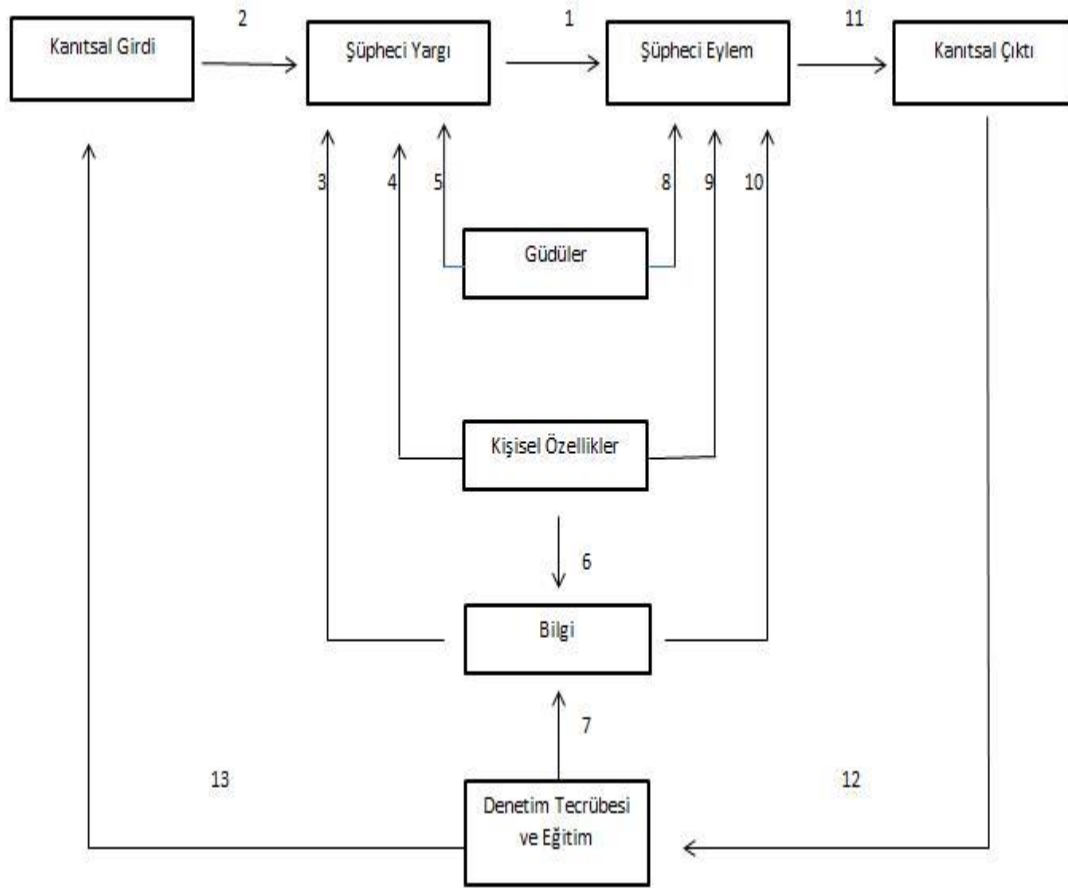 2
1
11
Kanıtsal Girdi
Şüpheci Yargı
Şüpheci Eylem
Kanıtsal Çıktı
3
4
5
8
9
10
Güdüler
Kişisel Özellikler
6
Bilgi
7
13
12
Denetim Tecrübesi
ve Eğitim